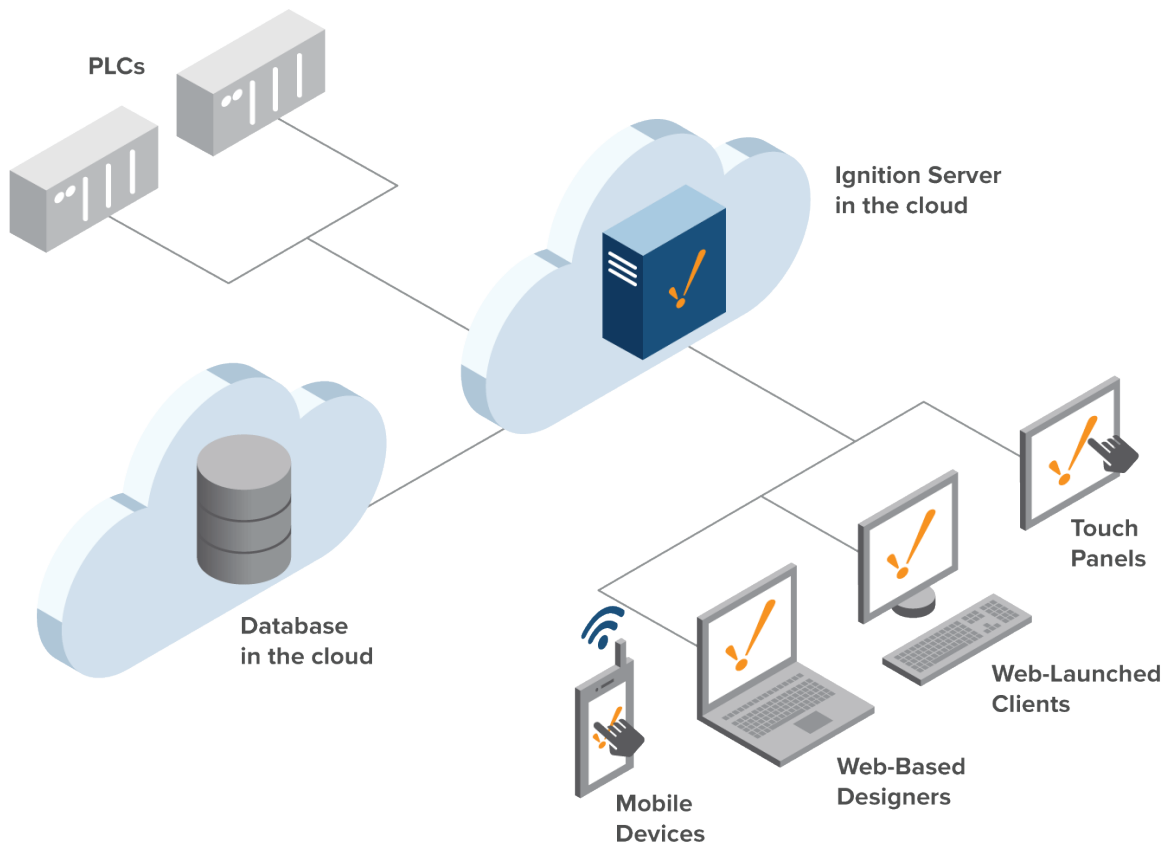 PLCs
Ignition Server
in the cloud
Database
in the cloud
Touch
Panels
Web-Launched
Clients
Web-Based
Designers
Mobile
Devices